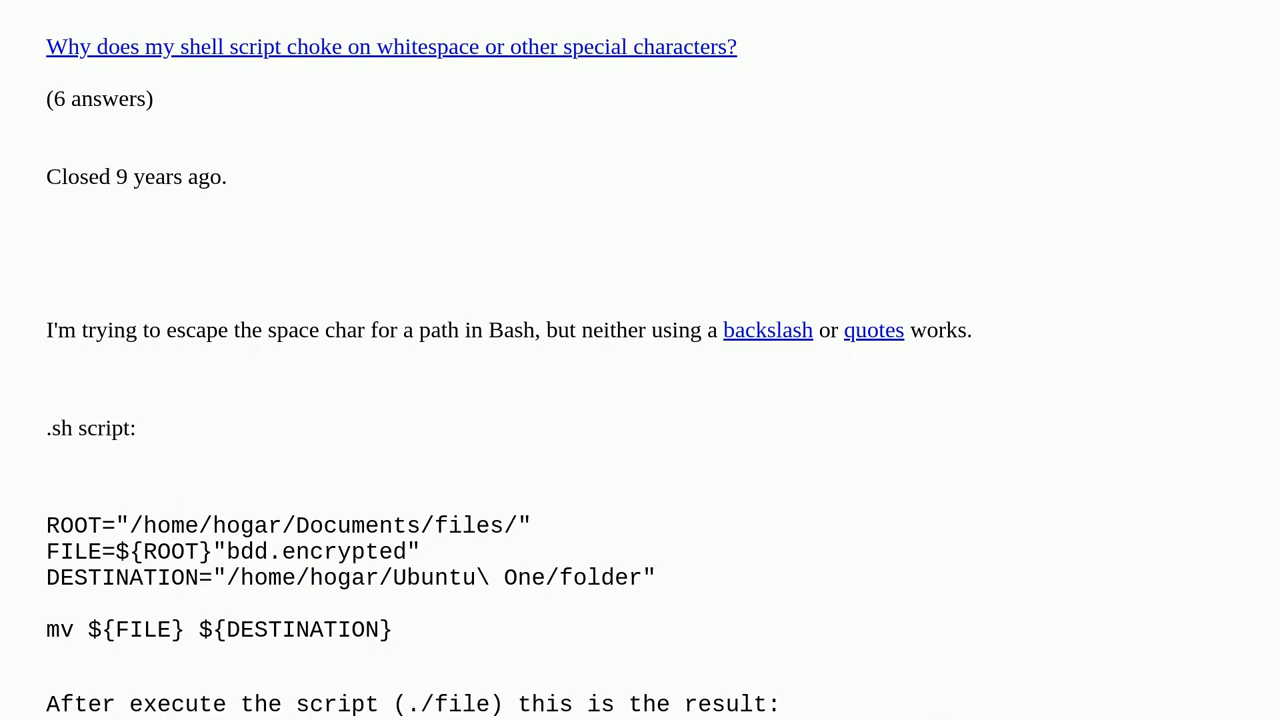 Why does my shell script choke on whitespace or other special characters?
(6 answers)
Closed 9 years ago.
I'm trying to escape the space char for a path in Bash, but neither using a backslash or quotes works.
.sh script:
ROOT="/home/hogar/Documents/files/"
FILE=${ROOT}"bdd.encrypted"
DESTINATION="/home/hogar/Ubuntu\ One/folder"
mv ${FILE} ${DESTINATION}
After execute the script (./file) this is the result: